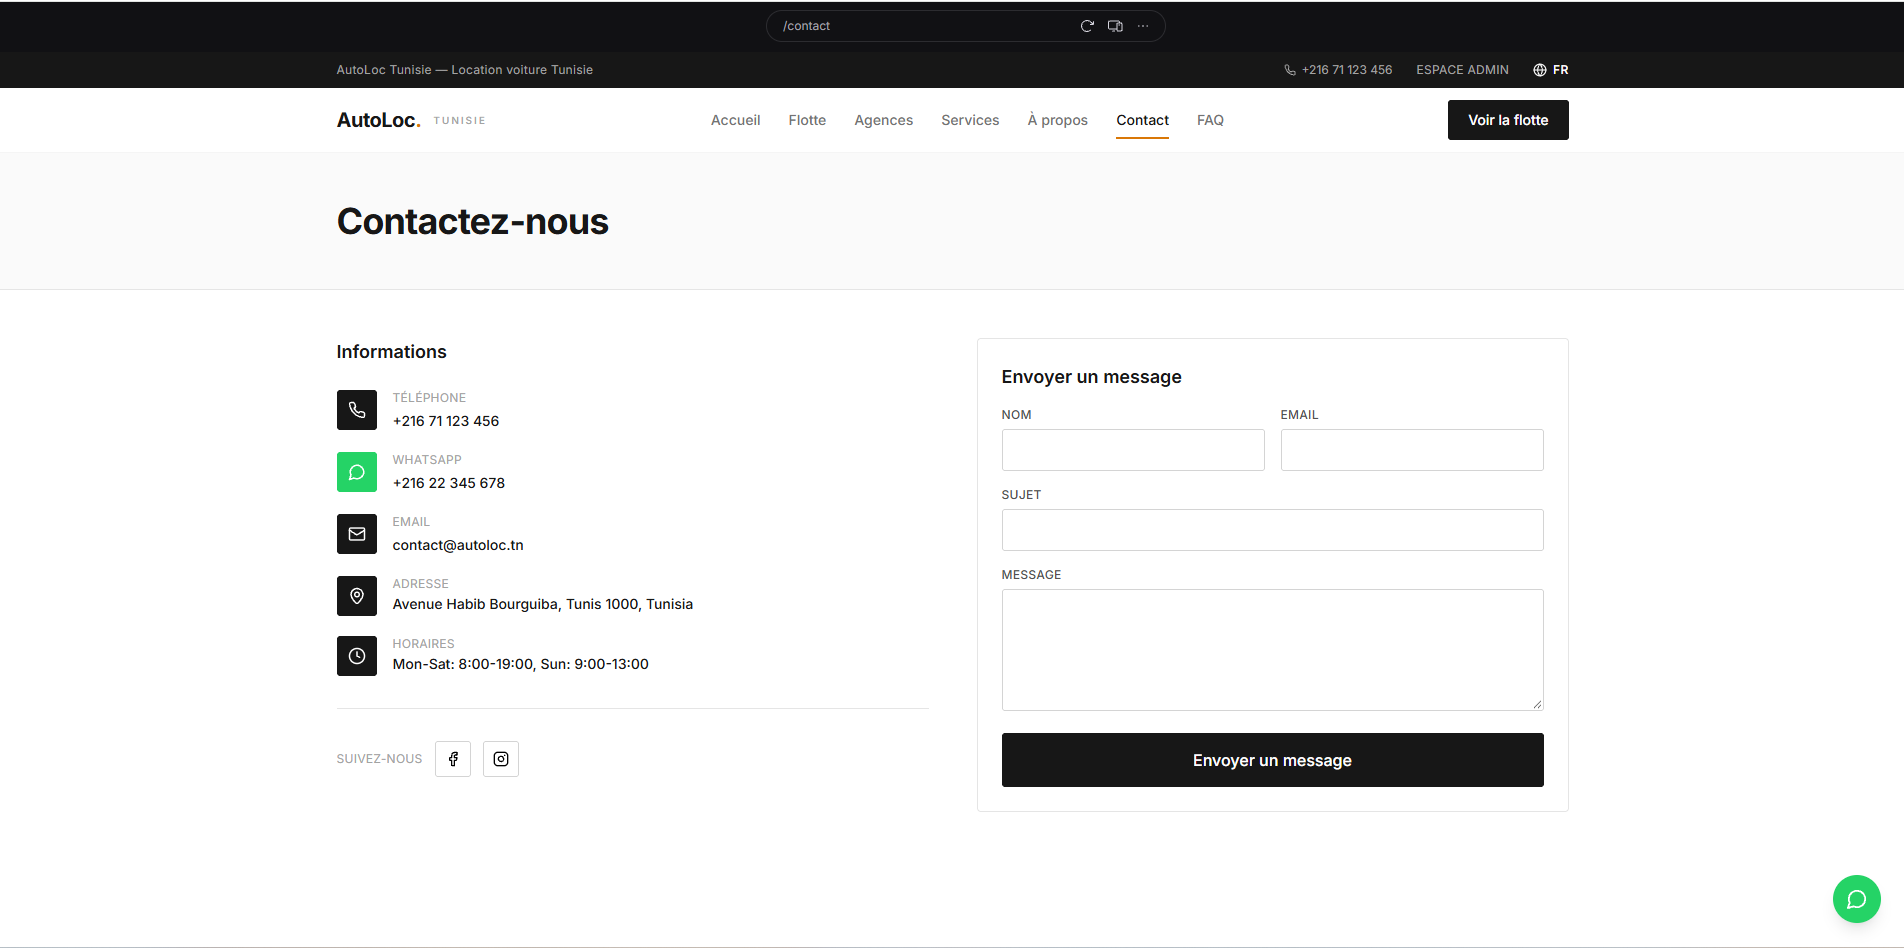 /contact
AutoLoc Tunisie — Location voiture Tunisie
+216 71 123 456
ESPACE ADMIN
FR
AutoLoc. TUNISIE
Accueil
Flotte
Agences
Services
À propos
Contact
FAQ
Voir la flotte
Contactez-nous
Informations
TÉLÉPHONE
+216 71 123 456
WHATSAPP
+216 22 345 678
EMAIL
contact@autoloc.tn
ADRESSE
Avenue Habib Bourguiba, Tunis 1000, Tunisia
HORAIRES
Mon-Sat: 8:00-19:00, Sun: 9:00-13:00
SUIVEZ-NOUS
Envoyer un message
NOM
EMAIL
SUJET
MESSAGE
Envoyer un message